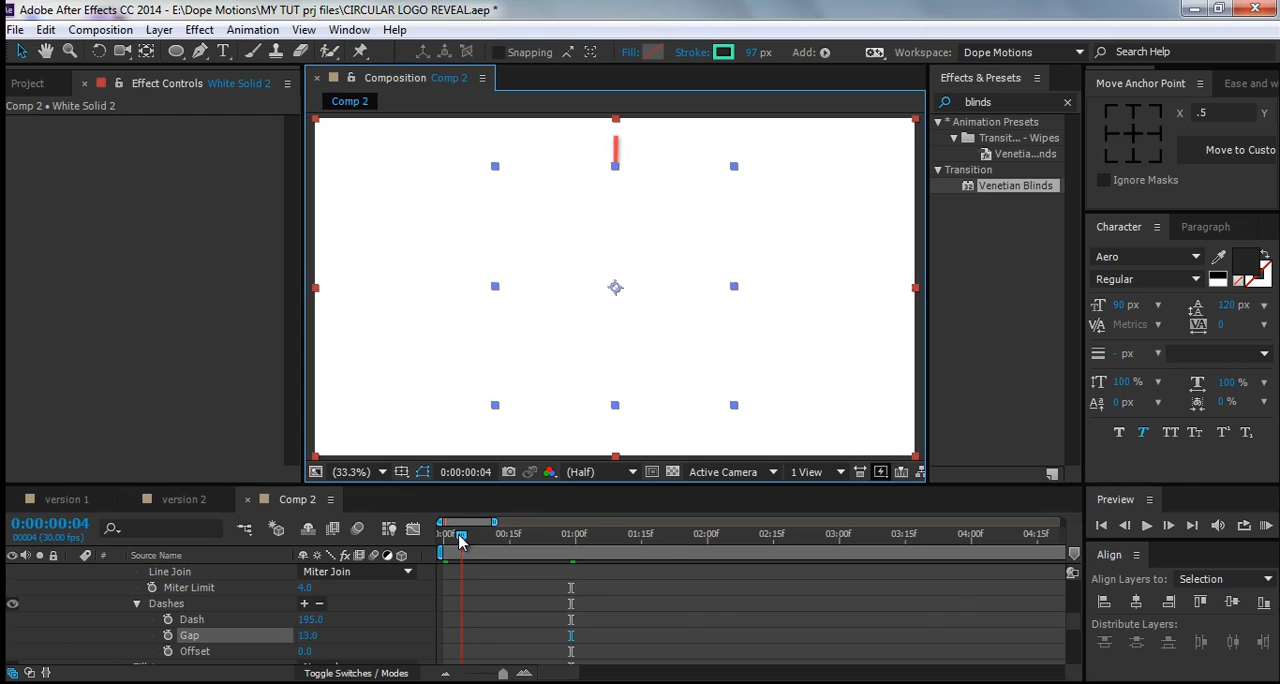 Adobe After Effects CC 2014 - E:\Dope Motions\MY TUT prj files\CIRCULAR LOGO REVEAL.aep *
File Edit Composition Layer Effect Animation View Window Help
Snapping Fill: Stroke: 97 px Add: Workspace: Dope Motions Search Help
Project Effect Controls White Solid 2 Composition Comp 2 Effects & Presets Move Anchor Point Ease and w
Comp 2 • White Solid 2
Comp 2
blinds
X .5 Y
* Animation Presets
Transit... - Wipes
Venetia...nds
Move to Custo
Transition
Venetian Blinds
Ignore Masks
Character Paragraph
Aero
Regular
90 px 120 px
Metrics 0
- px
100 % 100 %
0 px 0 %
T T TT Tt T¹ T₁
(33.3%) 0:00:00:04 (Half) Active Camera 1 View
version 1 version 2 Comp 2 Preview
0:00:00:04
00004 (30.00 fps)
0:00f 00:15f 01:00f 01:15f 02:00f 02:15f 03:00f 03:15f 04:00f 04:15f
# Source Name
Align
Line Join Miter Join
Align Layers to: Selection
Miter Limit 4.0
Dashes + −
Dash 195.0
Distribute Layers:
Gap 13.0
Offset 0.0
Toggle Switches / Modes